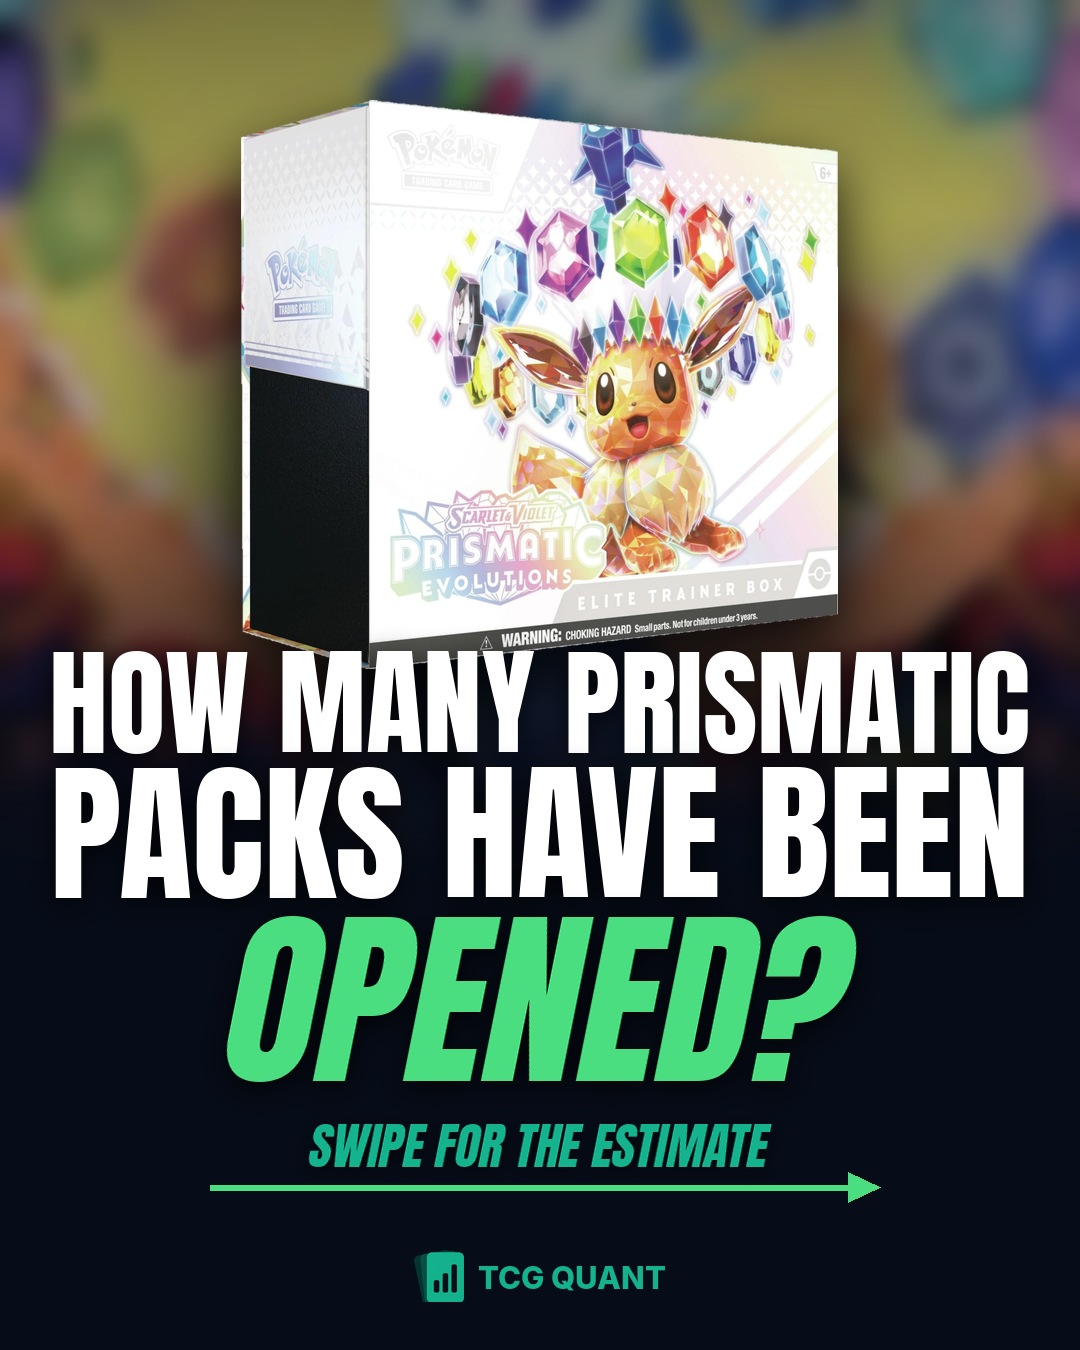 Pokémon
TRADING CARD GAME
6+
Pokémon
TRADING CARD GAME
SCARLET & VIOLET
PRISMATIC
EVOLUTIONS
ELITE TRAINER BOX
WARNING: CHOKING HAZARD Small parts. Not for children under 3 years.
HOW MANY PRISMATIC
PACKS HAVE BEEN
OPENED?
SWIPE FOR THE ESTIMATE
TCG QUANT